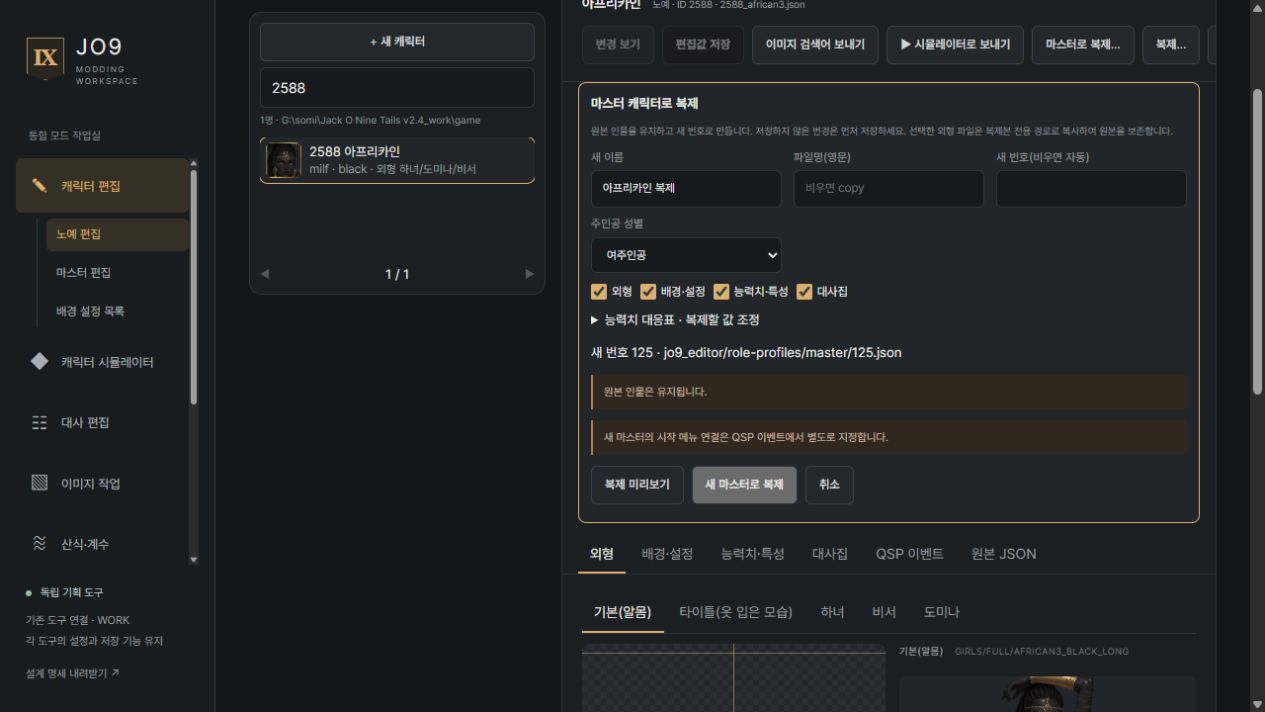 IX
JO9
MODDING
WORKSPACE
통합 모드 작업실
캐릭터 편집
노예 편집
마스터 편집
배경 설정 목록
캐릭터 시뮬레이터
대사 편집
이미지 작업
산식·계수
독립 기획 도구
기존 도구 연결 · WORK
각 도구의 설정과 저장 기능 유지
설계 명세 내려받기 ↗
+ 새 캐릭터
2588
1명 · G:\somi\Jack O Nine Tails v2.4_work\game
2588 아프리카인
milf · black · 외형 하녀/도미나/비서
◀ 1 / 1 ▶
아프리카인 노예 · ID 2588 · 2588_african3.json
변경 보기 편집값 저장 이미지 검색어 보내기 ▶ 시뮬레이터로 보내기 마스터로 복제... 복제...
마스터 캐릭터로 복제
원본 인물을 유지하고 새 번호로 만듭니다. 저장하지 않은 변경은 먼저 저장하세요. 선택한 외형 파일은 복제본 전용 경로로 복사하여 원본을 보존합니다.
새 이름 파일명(영문) 새 번호(비우면 자동)
아프리카인 복제 비우면 copy
주인공 성별
여주인공
외형 배경·설정 능력치·특성 대사집
▶ 능력치 대응표 · 복제할 값 조정
새 번호 125 · jo9_editor/role-profiles/master/125.json
원본 인물은 유지됩니다.
새 마스터의 시작 메뉴 연결은 QSP 이벤트에서 별도로 지정합니다.
복제 미리보기 새 마스터로 복제 취소
외형 배경·설정 능력치·특성 대사집 QSP 이벤트 원본 JSON
기본(알몸) 타이틀(옷 입은 모습) 하녀 비서 도미나
기본(알몸) GIRLS/FULL/AFRICAN3_BLACK_LONG